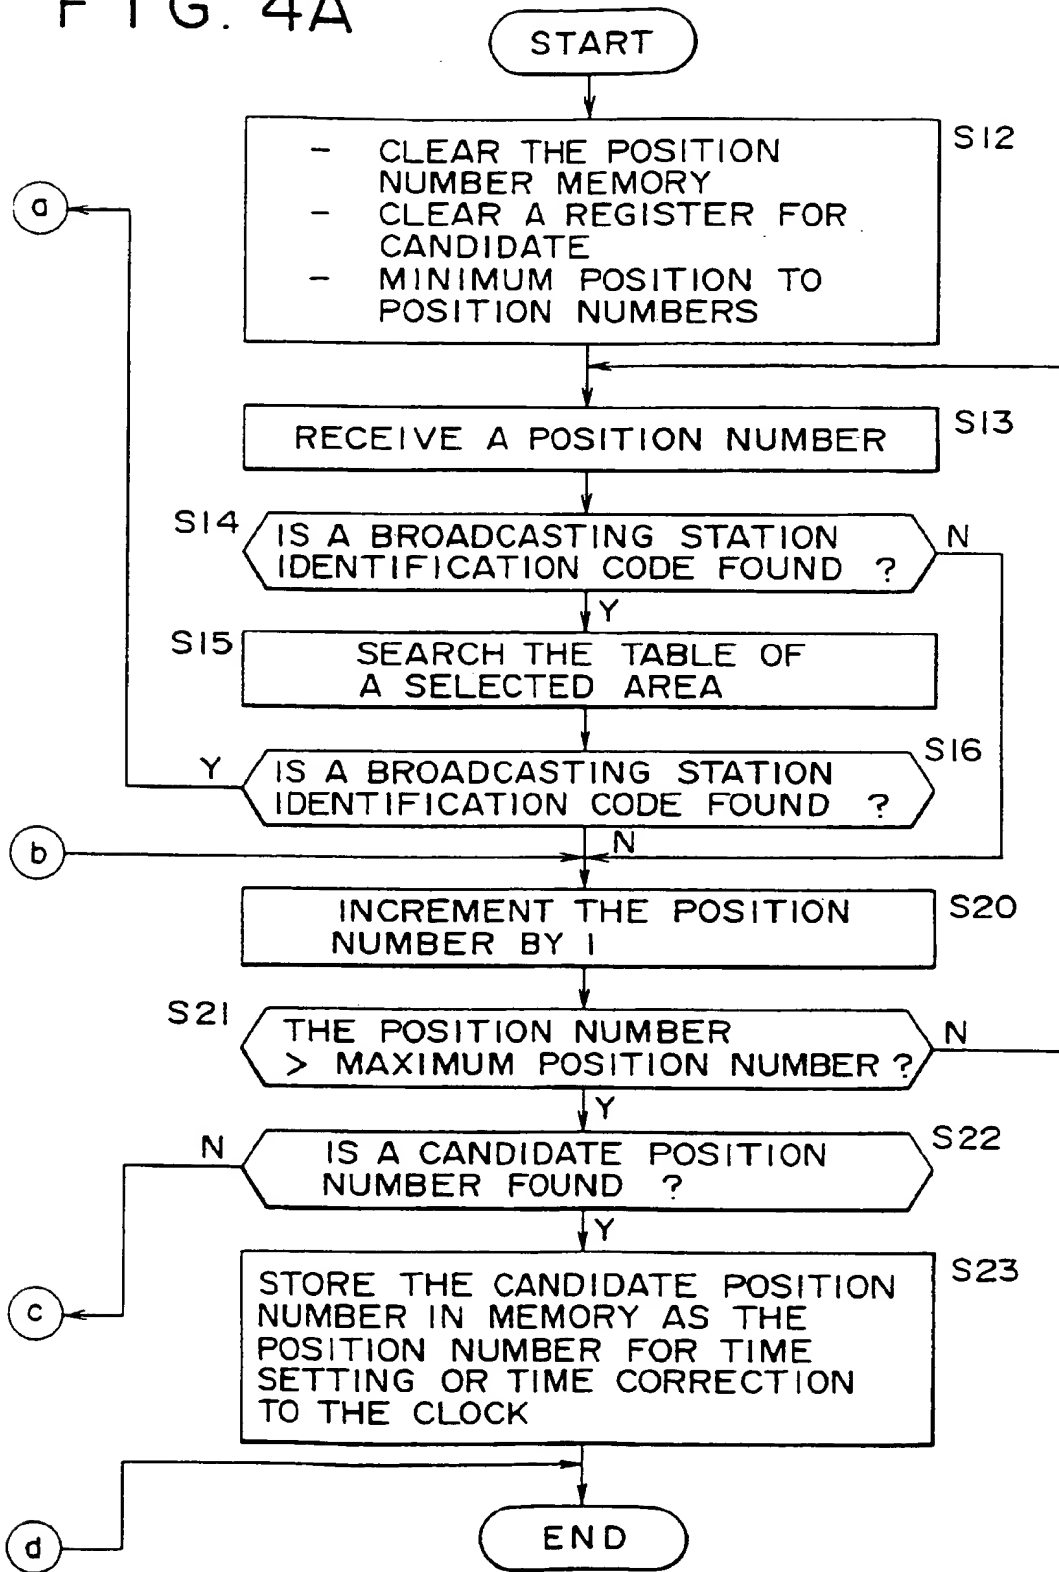 FIG. 4A
START
S12
- CLEAR THE POSITION
NUMBER MEMORY
- CLEAR A REGISTER FOR
CANDIDATE
- MINIMUM POSITION TO
POSITION NUMBERS
a
S13
RECEIVE A POSITION NUMBER
S14
IS A BROADCASTING STATION
IDENTIFICATION CODE FOUND ?
N
Y
S15
SEARCH THE TABLE OF
A SELECTED AREA
S16
Y
IS A BROADCASTING STATION
IDENTIFICATION CODE FOUND ?
N
b
S20
INCREMENT THE POSITION
NUMBER BY 1
S21
THE POSITION NUMBER
> MAXIMUM POSITION NUMBER ?
N
Y
S22
N
IS A CANDIDATE POSITION
NUMBER FOUND ?
Y
S23
STORE THE CANDIDATE POSITION
NUMBER IN MEMORY AS THE
POSITION NUMBER FOR TIME
SETTING OR TIME CORRECTION
TO THE CLOCK
c
d
END